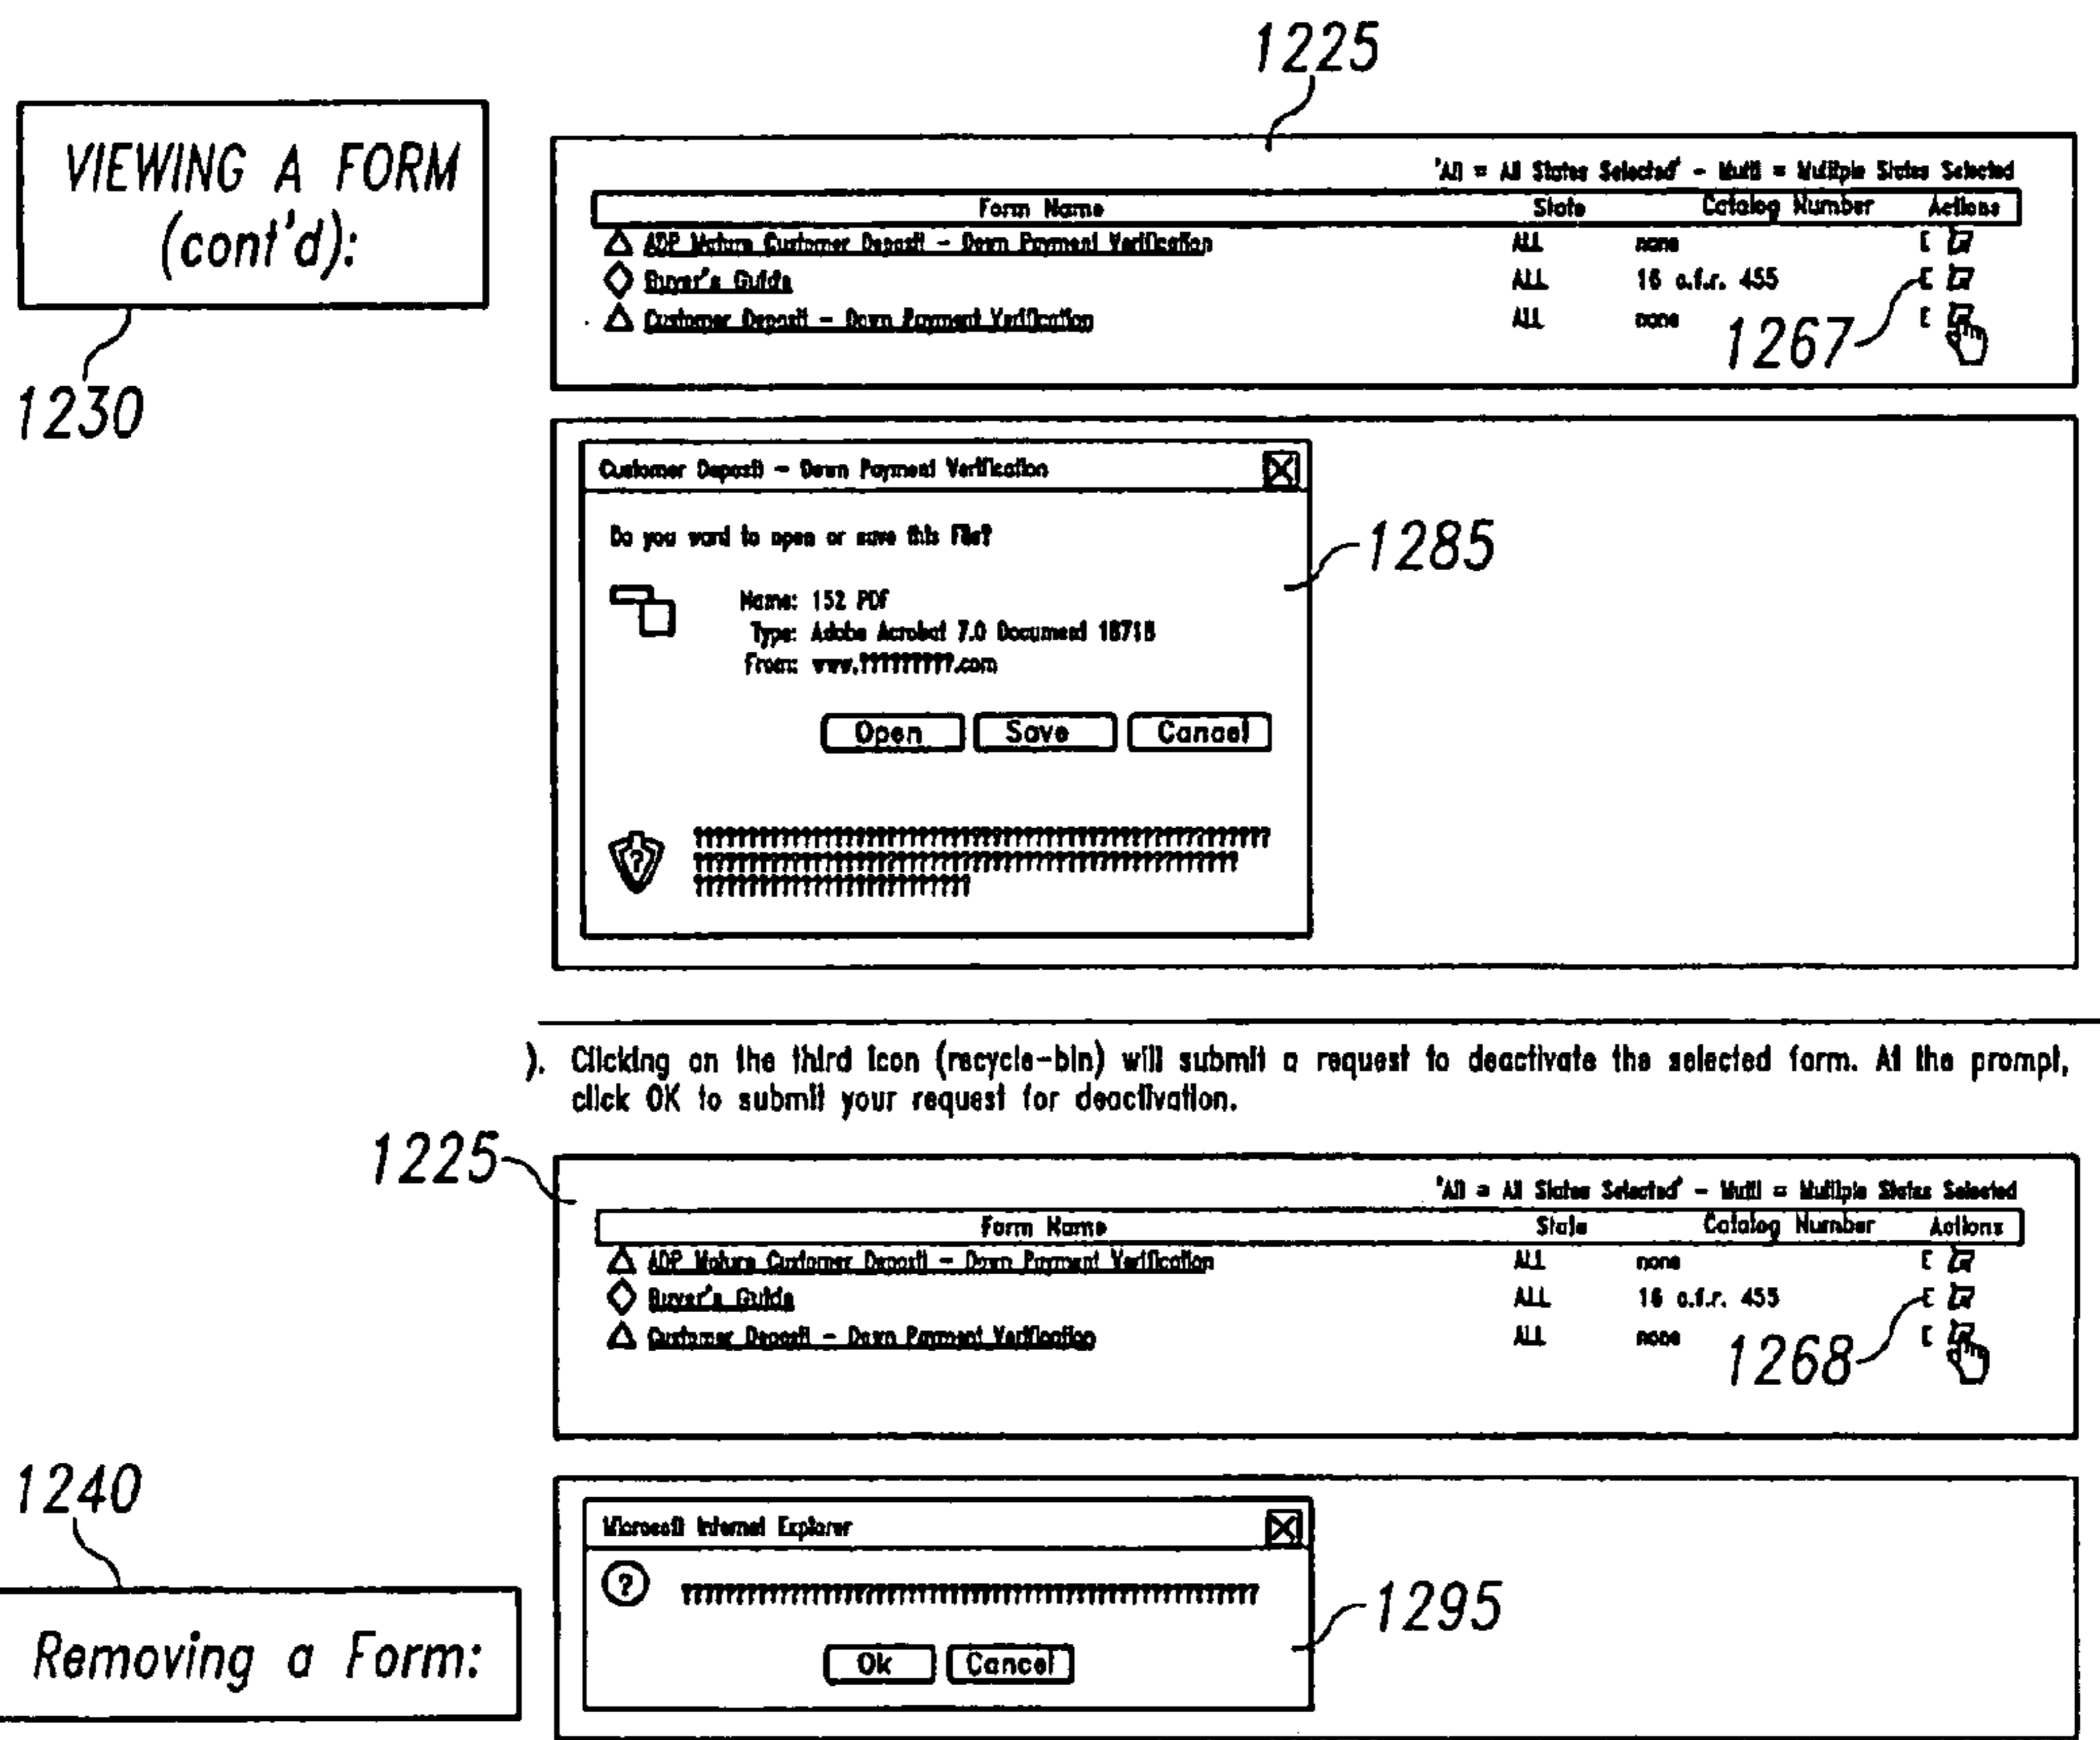 1225
VIEWING A FORM
(cont'd):
1230
'All = All States Selected' - Multi = Multiple States Selected
Form Name State Catalog Number Actions
ADP Mature Customer Deposit - Down Payment Verification ALL none E
Buyer's Guide ALL 16 c.f.r. 455 E
Customer Deposit - Down Payment Verification ALL none E
1267
Customer Deposit - Down Payment Verification
Do you want to open or save this File?
1285
Name: 152 PDF
Type: Adobe Acrobat 7.0 Document
From: www.?????????.com
Open Save Cancel
?
). Clicking on the third icon (recycle-bin) will submit a request to deactivate the selected form. At the prompt,
click OK to submit your request for deactivation.
1225
'All = All States Selected' - Multi = Multiple States Selected
Form Name State Catalog Number Actions
ADP Mature Customer Deposit - Down Payment Verification ALL none E
Buyer's Guide ALL 16 c.f.r. 455 E
Customer Deposit - Down Payment Verification ALL none E
1268
1240
Removing a Form:
Microsoft Internet Explorer
?
1295
Ok Cancel